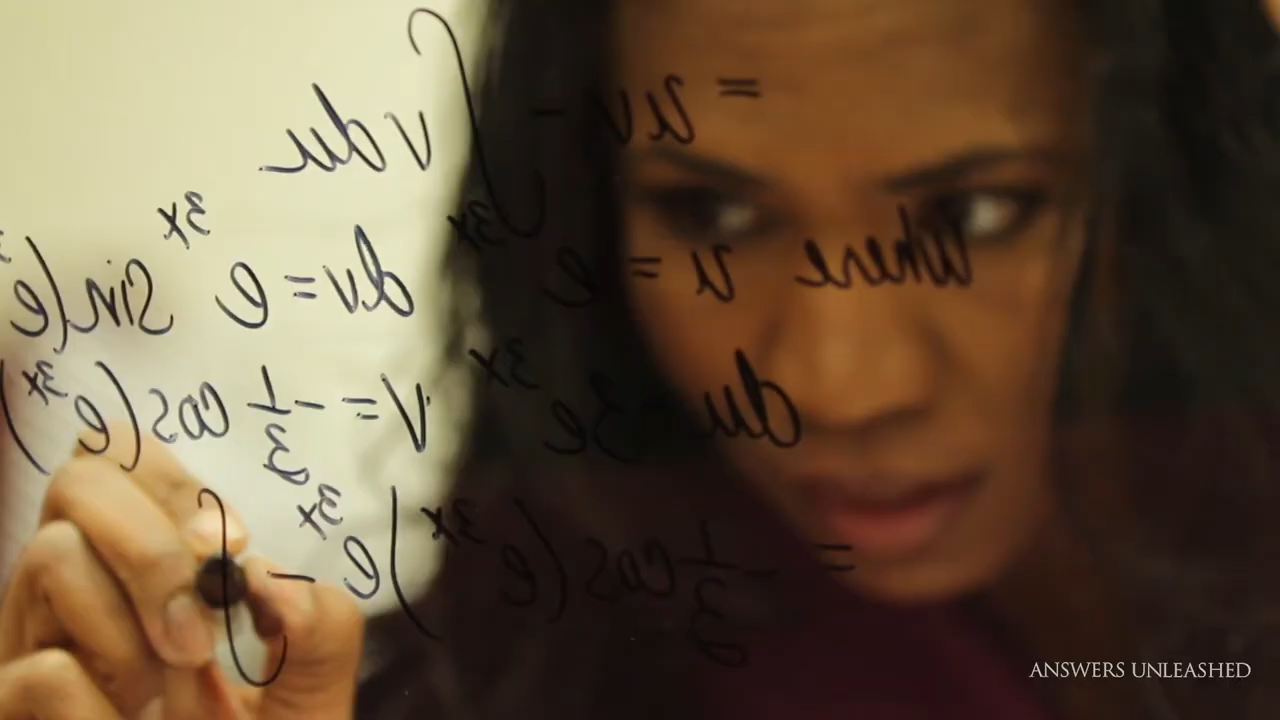 = uv - ∫ v du
where u = e^3x dv = e^3x sin(e^3
du = 3e^3x v = - 1/3 cos(e^3x)
= - 1/3 cos(e^3x)(e^3x - ∫
ANSWERS UNLEASHED